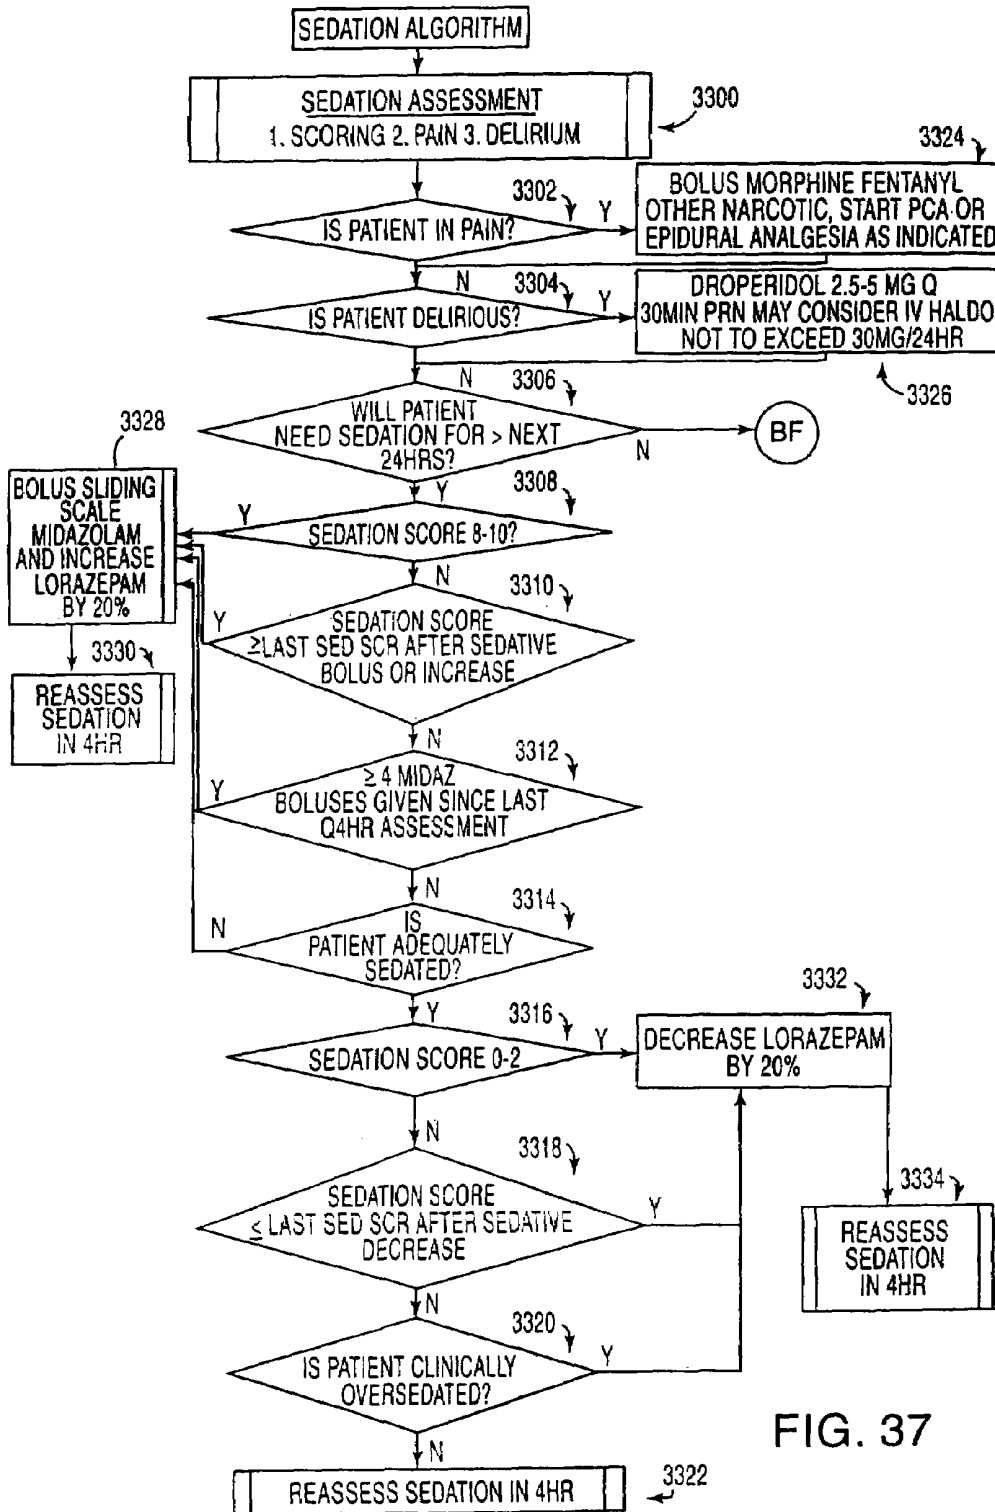 SEDATION ALGORITHM
SEDATION ASSESSMENT
1. SCORING 2. PAIN 3. DELIRIUM
3300
3302
IS PATIENT IN PAIN?
Y
N
3324
BOLUS MORPHINE FENTANYL
OTHER NARCOTIC, START PCA OR
EPIDURAL ANALGESIA AS INDICATED
3304
IS PATIENT DELIRIOUS?
Y
N
DROPERIDOL 2.5-5 MG Q
30MIN PRN MAY CONSIDER IV HALDO
NOT TO EXCEED 30MG/24HR
3326
3306
WILL PATIENT
NEED SEDATION FOR > NEXT
24HRS?
N
BF
Y
3308
SEDATION SCORE 8-10?
Y
N
3328
BOLUS SLIDING
SCALE
MIDAZOLAM
AND INCREASE
LORAZEPAM
BY 20%
3330
REASSESS
SEDATION
IN 4HR
3310
SEDATION SCORE
≥LAST SED SCR AFTER SEDATIVE
BOLUS OR INCREASE
Y
N
3312
≥ 4 MIDAZ
BOLUSES GIVEN SINCE LAST
Q4HR ASSESSMENT
Y
N
3314
IS
PATIENT ADEQUATELY
SEDATED?
N
Y
3316
SEDATION SCORE 0-2
Y
N
3332
DECREASE LORAZEPAM
BY 20%
3334
REASSESS
SEDATION
IN 4HR
3318
SEDATION SCORE
≤ LAST SED SCR AFTER SEDATIVE
DECREASE
Y
N
3320
IS PATIENT CLINICALLY
OVERSEDATED?
Y
N
REASSESS SEDATION IN 4HR
3322
FIG. 37